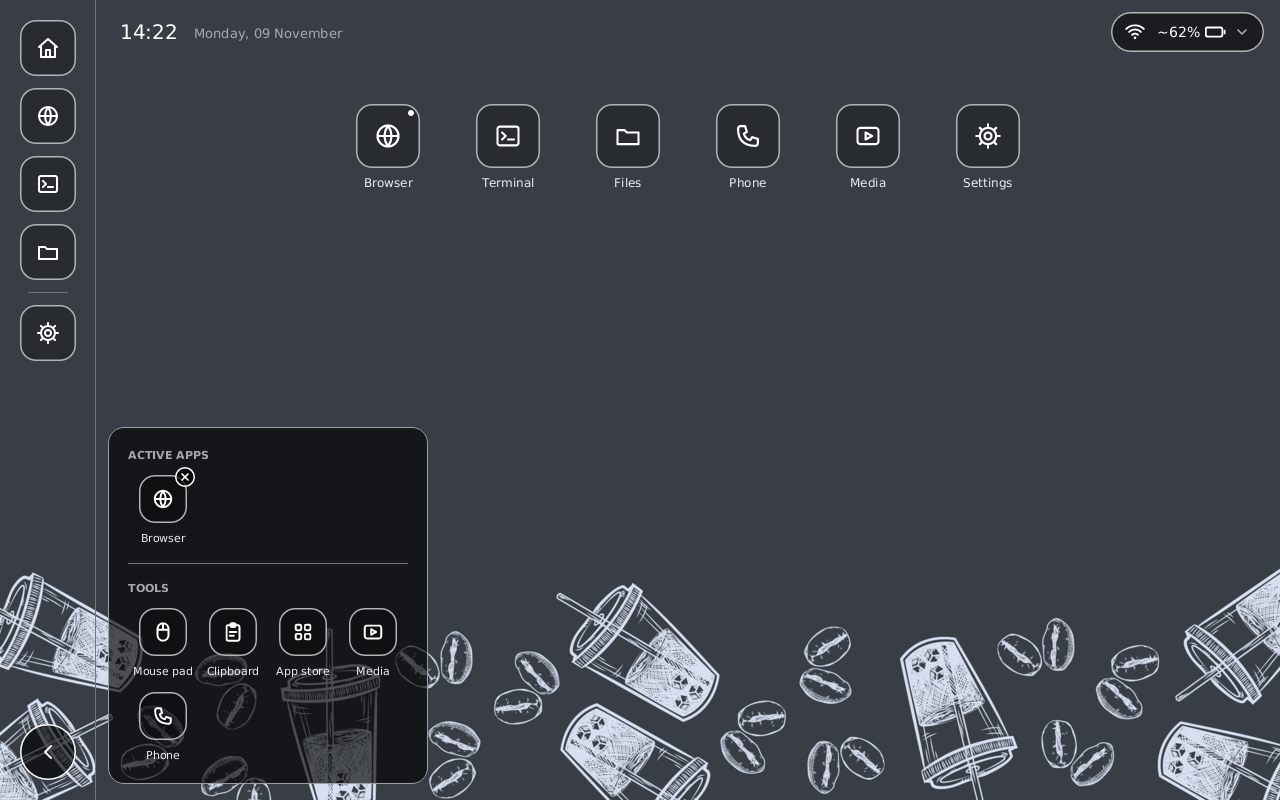 14:22 Monday, 09 November
~62%
Browser Terminal Files Phone Media Settings
ACTIVE APPS
Browser
TOOLS
Mouse pad Clipboard App store Media
Phone